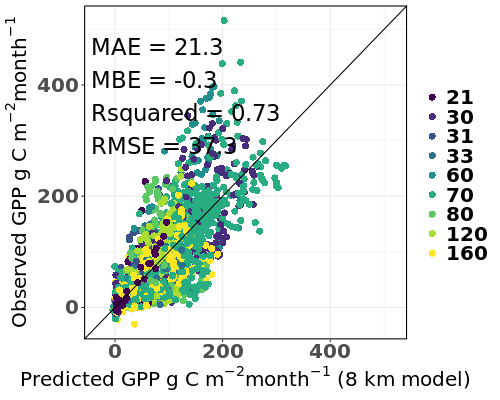 MAE = 21.3
MBE = -0.3
Rsquared = 0.73
RMSE = 37.3
Observed GPP g C m⁻²month⁻¹
400
200
0
0 200 400
Predicted GPP g C m⁻²month⁻¹ (8 km model)
21
30
31
33
60
70
80
120
160